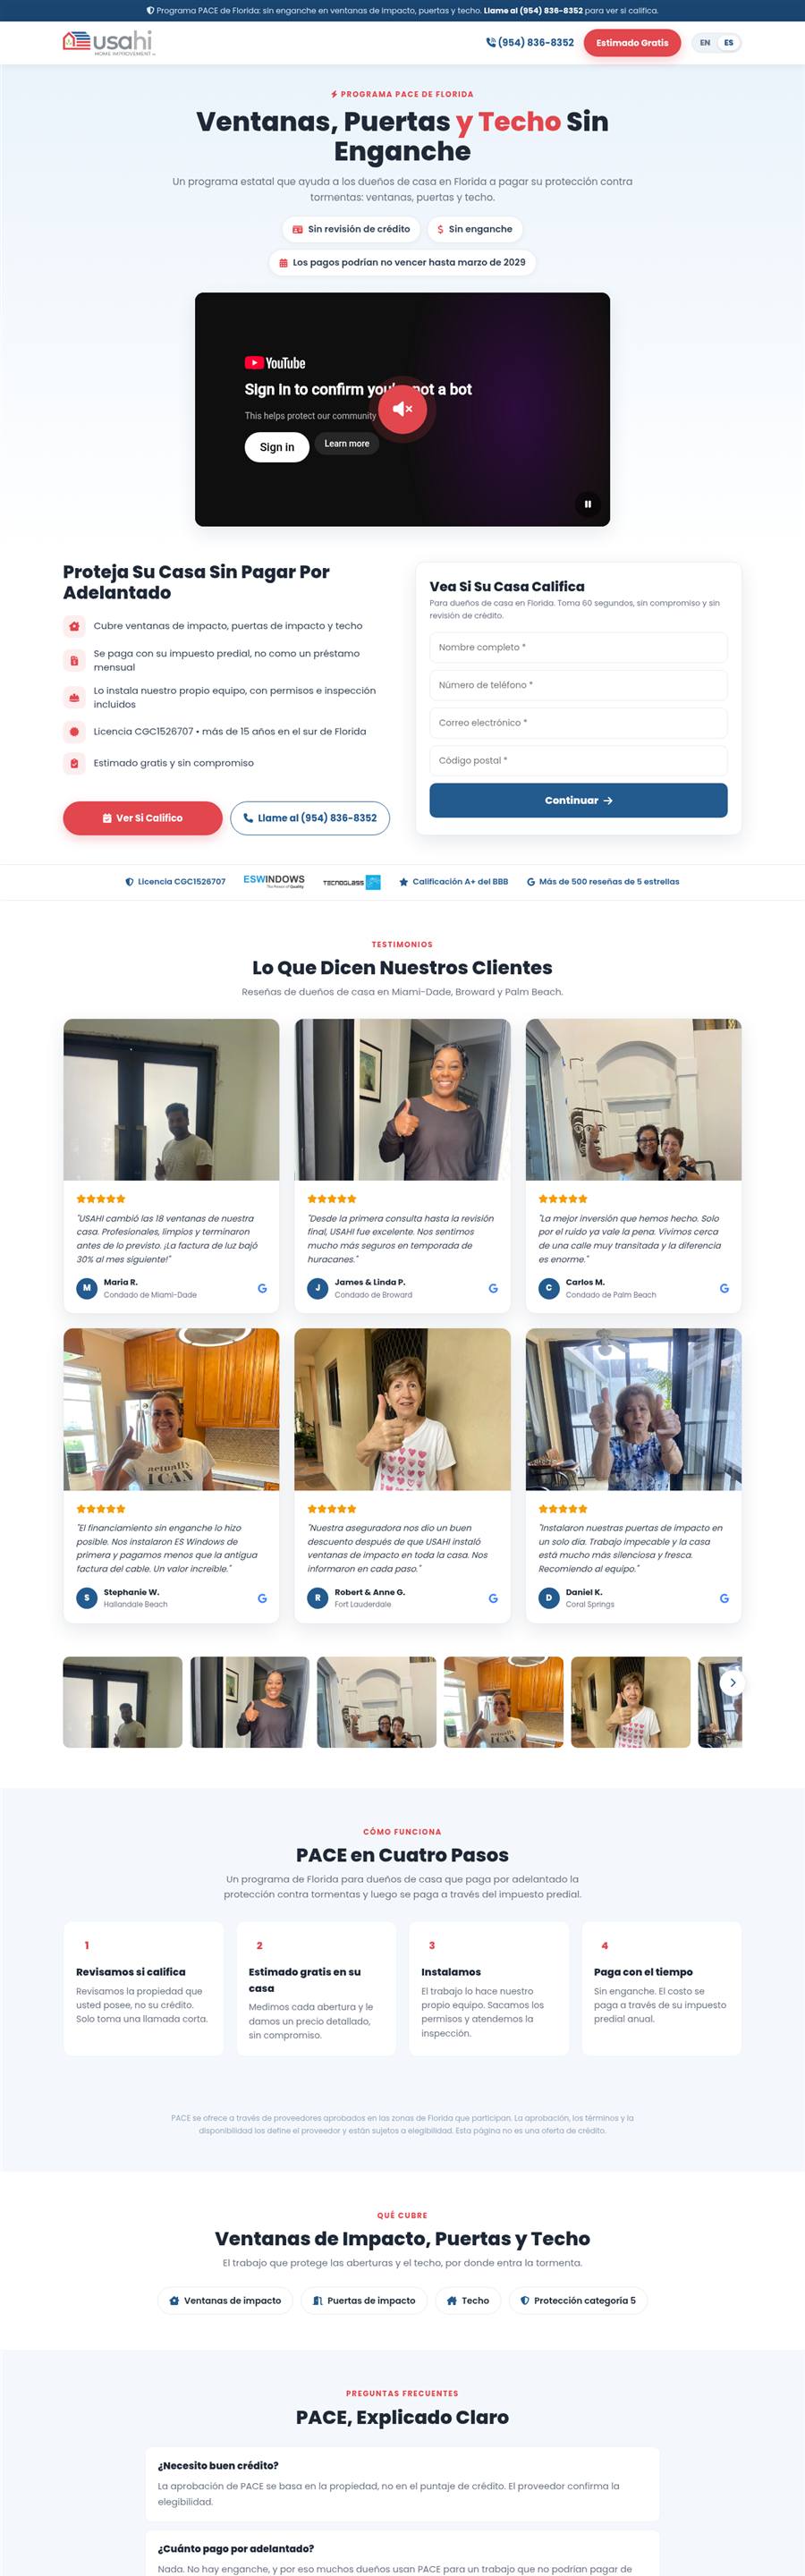 Programa PACE de Florida: sin enganche en ventanas de impacto, puertas y techo. Llame al (954) 836-8352 para ver si califica.
usahi
HOME IMPROVEMENT
(954) 836-8352
Estimado Gratis
EN
ES
PROGRAMA PACE DE FLORIDA
Ventanas, Puertas y Techo Sin
Enganche
Un programa estatal que ayuda a los dueños de casa en Florida a pagar su protección contra
tormentas: ventanas, puertas y techo.
Sin revisión de crédito
Sin enganche
Los pagos podrían no vencer hasta marzo de 2029
YouTube
Sign in to confirm you're not a bot
This helps protect our community
Sign in
Learn more
Proteja Su Casa Sin Pagar Por
Adelantado
Cubre ventanas de impacto, puertas de impacto y techo
Se paga con su impuesto predial, no como un préstamo
mensual
Lo instala nuestro propio equipo, con permisos e inspección
incluidos
Licencia CGC1526707 • más de 15 años en el sur de Florida
Estimado gratis y sin compromiso
Ver Si Califico
Llame al (954) 836-8352
Vea Si Su Casa Califica
Para dueños de casa en Florida. Toma 60 segundos, sin compromiso y sin
revisión de crédito.
Nombre completo *
Número de teléfono *
Correo electrónico *
Código postal *
Continuar
Licencia CGC1526707
ESWINDOWS
The Power of Quality
TECNOGLASS
Calificación A+ del BBB
Más de 500 reseñas de 5 estrellas
TESTIMONIOS
Lo Que Dicen Nuestros Clientes
Reseñas de dueños de casa en Miami-Dade, Broward y Palm Beach.
"USAHI cambió las 18 ventanas de nuestra
casa. Profesionales, limpios y terminaron
antes de lo previsto. ¡La factura de luz bajó
30% al mes siguiente!"
M
Maria R.
Condado de Miami-Dade
"Desde la primera consulta hasta la revisión
final, USAHI fue excelente. Nos sentimos
mucho más seguros en temporada de
huracanes."
J
James & Linda P.
Condado de Broward
"La mejor inversión que hemos hecho. Solo
por el ruido ya vale la pena. Vivimos cerca
de una calle muy transitada y la diferencia
es enorme."
C
Carlos M.
Condado de Palm Beach
actually
I CAN
"El financiamiento sin enganche lo hizo
posible. Nos instalaron ES Windows de
primera y pagamos menos que la antigua
factura del cable. Un valor increíble."
S
Stephanie W.
Hallandale Beach
"Nuestra aseguradora nos dio un buen
descuento después de que USAHI instaló
ventanas de impacto en toda la casa. Nos
informaron en cada paso."
R
Robert & Anne G.
Fort Lauderdale
"Instalaron nuestras puertas de impacto en
un solo día. Trabajo impecable y la casa
está mucho más silenciosa y fresca.
Recomiendo al equipo."
D
Daniel K.
Coral Springs
actually
I CAN
CÓMO FUNCIONA
PACE en Cuatro Pasos
Un programa de Florida para dueños de casa que paga por adelantado la
protección contra tormentas y luego se paga a través del impuesto predial.
1
Revisamos si califica
Revisamos la propiedad que
usted posee, no su crédito.
Solo toma una llamada corta.
2
Estimado gratis en su
casa
Medimos cada abertura y le
damos un precio detallado,
sin compromiso.
3
Instalamos
El trabajo lo hace nuestro
propio equipo. Sacamos los
permisos y atendemos la
inspección.
4
Paga con el tiempo
Sin enganche. El costo se
paga a través de su impuesto
predial anual.
PACE se ofrece a través de proveedores aprobados en las zonas de Florida que participan. La aprobación, los términos y la
disponibilidad los define el proveedor y están sujetos a elegibilidad. Esta página no es una oferta de crédito.
QUÉ CUBRE
Ventanas de Impacto, Puertas y Techo
El trabajo que protege las aberturas y el techo, por donde entra la tormenta.
Ventanas de impacto
Puertas de impacto
Techo
Protección categoría 5
PREGUNTAS FRECUENTES
PACE, Explicado Claro
¿Necesito buen crédito?
La aprobación de PACE se basa en la propiedad, no en el puntaje de crédito. El proveedor confirma la
elegibilidad.
¿Cuánto pago por adelantado?
Nada. No hay enganche, y por eso muchos dueños usan PACE para un trabajo que no podrían pagar de